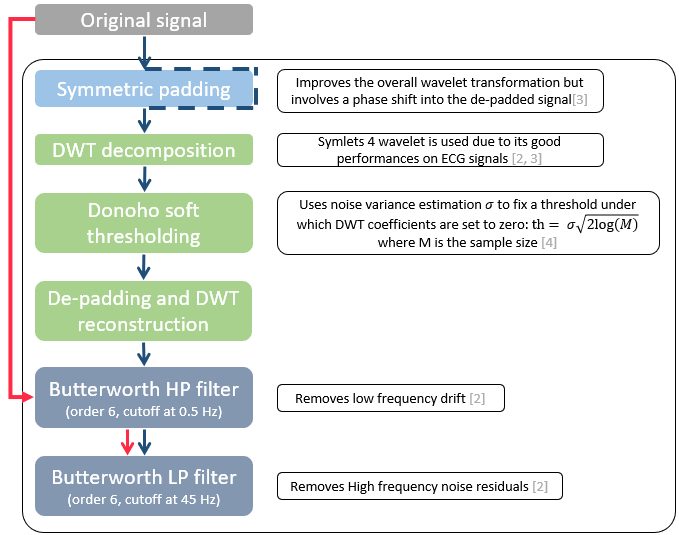 Original signal
Symmetric padding
Improves the overall wavelet transformation but
involves a phase shift into the de-padded signal[3]
DWT decomposition
Symlets 4 wavelet is used due to its good
performances on ECG signals [2, 3]
Donoho soft
thresholding
Uses noise variance estimation σ to fix a threshold under
which DWT coefficients are set to zero: th = σ√2log(M)
where M is the sample size [4]
De-padding and DWT
reconstruction
Butterworth HP filter
(order 6, cutoff at 0.5 Hz)
Removes low frequency drift [2]
Butterworth LP filter
(order 6, cutoff at 45 Hz)
Removes High frequency noise residuals [2]